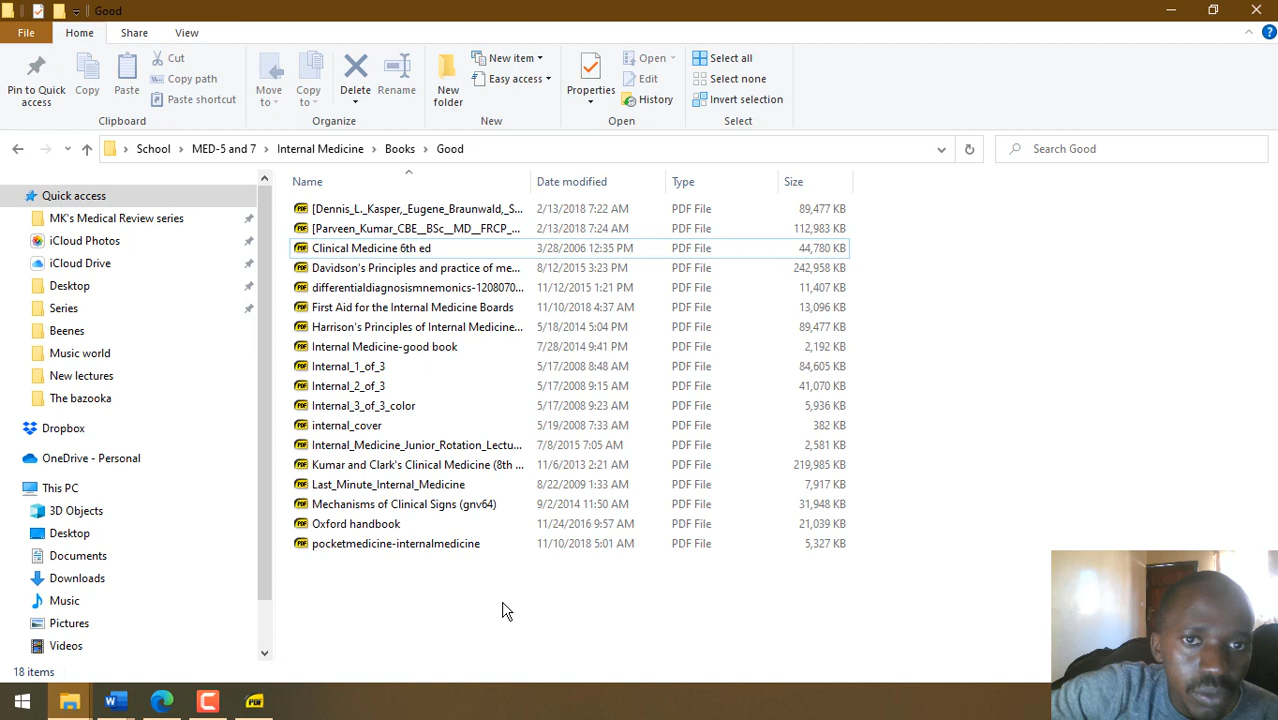 Good
File Home Share View
Pin to Quick access
Copy
Paste
Cut
Copy path
Paste shortcut
Clipboard
Move to
Copy to
Delete
Rename
Organize
New folder
New item
Easy access
New
Properties
Open
Edit
History
Open
Select all
Select none
Invert selection
Select
School MED-5 and 7 Internal Medicine Books Good
Search Good
Quick access
MK's Medical Review series
iCloud Photos
iCloud Drive
Desktop
Series
Beenes
Music world
New lectures
The bazooka
Dropbox
OneDrive - Personal
This PC
3D Objects
Desktop
Documents
Downloads
Music
Pictures
Videos
Name Date modified Type Size
[Dennis_L._Kasper,_Eugene_Braunwald,_S... 2/13/2018 7:22 AM PDF File 89,477 KB
[Parveen_Kumar_CBE__BSc__MD__FRCP_... 2/13/2018 7:24 AM PDF File 112,983 KB
Clinical Medicine 6th ed 3/28/2006 12:35 PM PDF File 44,780 KB
Davidson's Principles and practice of me... 8/12/2015 3:23 PM PDF File 242,958 KB
differentialdiagnosismnemonics-1208070... 11/12/2015 1:21 PM PDF File 11,407 KB
First Aid for the Internal Medicine Boards 11/10/2018 4:37 AM PDF File 13,096 KB
Harrison's Principles of Internal Medicine... 5/18/2014 5:04 PM PDF File 89,477 KB
Internal Medicine-good book 7/28/2014 9:41 PM PDF File 2,192 KB
Internal_1_of_3 5/17/2008 8:48 AM PDF File 84,605 KB
Internal_2_of_3 5/17/2008 9:15 AM PDF File 41,070 KB
Internal_3_of_3_color 5/17/2008 9:23 AM PDF File 5,936 KB
internal_cover 5/19/2008 7:33 AM PDF File 382 KB
Internal_Medicine_Junior_Rotation_Lectu... 7/8/2015 7:05 AM PDF File 2,581 KB
Kumar and Clark's Clinical Medicine (8th ... 11/6/2013 2:21 AM PDF File 219,985 KB
Last_Minute_Internal_Medicine 8/22/2009 1:33 AM PDF File 7,917 KB
Mechanisms of Clinical Signs (gnv64) 9/2/2014 11:50 AM PDF File 31,948 KB
Oxford handbook 11/24/2016 9:57 AM PDF File 21,039 KB
pocketmedicine-internalmedicine 11/10/2018 5:01 AM PDF File 5,327 KB
18 items